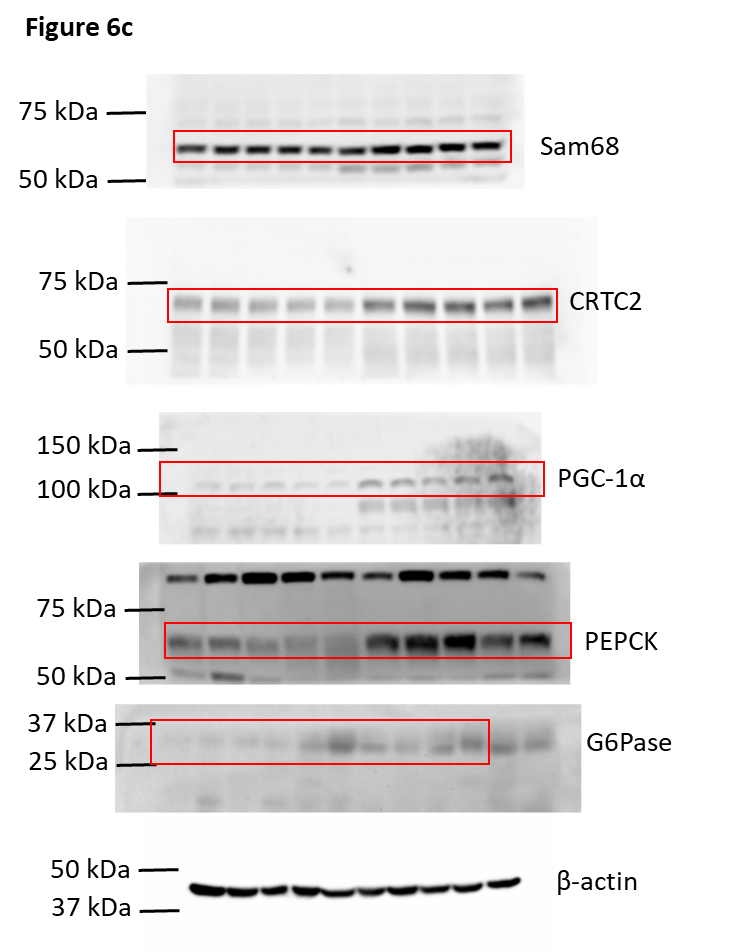 Figure 6c
75 kDa
Sam68
50 kDa
75 kDa
CRTC2
50 kDa
150 kDa
PGC-1α
100 kDa
75 kDa
PEPCK
50 kDa
37 kDa
G6Pase
25 kDa
50 kDa
β-actin
37 kDa